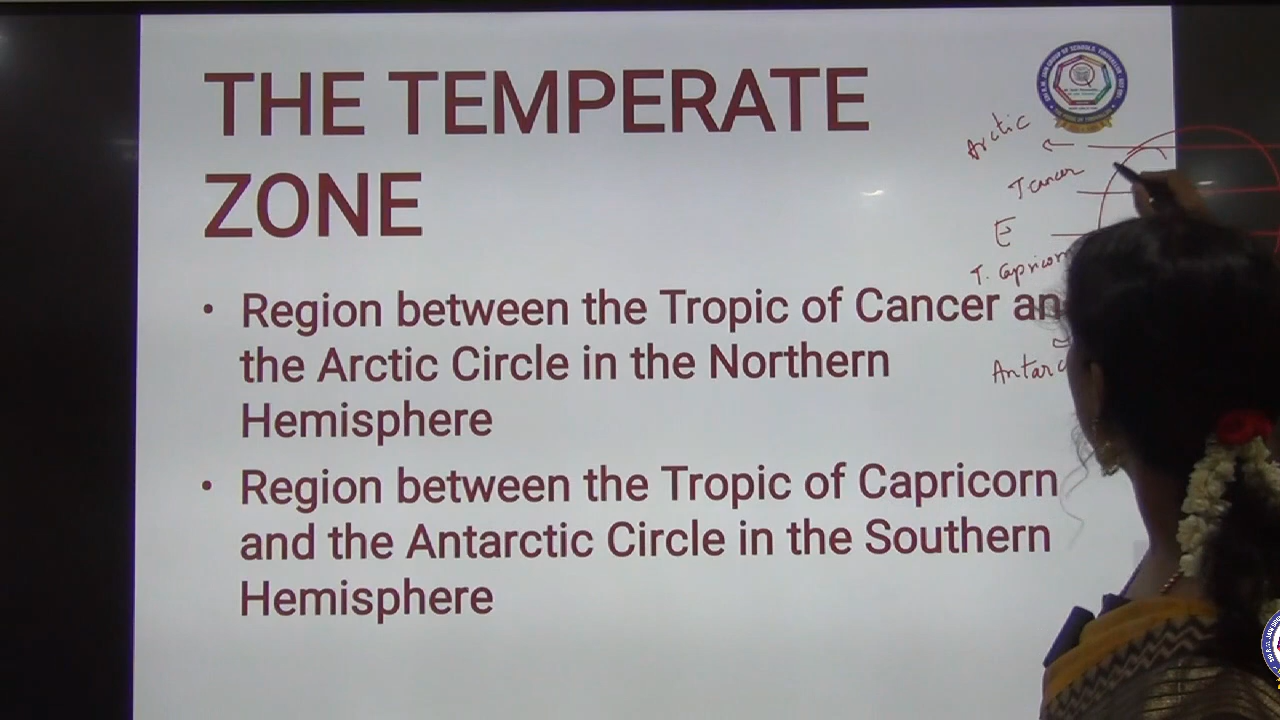 THE TEMPERATE
ZONE
Arctic
T cancer
E
T. Capricorn
Antarc
• Region between the Tropic of Cancer an
the Arctic Circle in the Northern
Hemisphere
• Region between the Tropic of Capricorn
and the Antarctic Circle in the Southern
Hemisphere